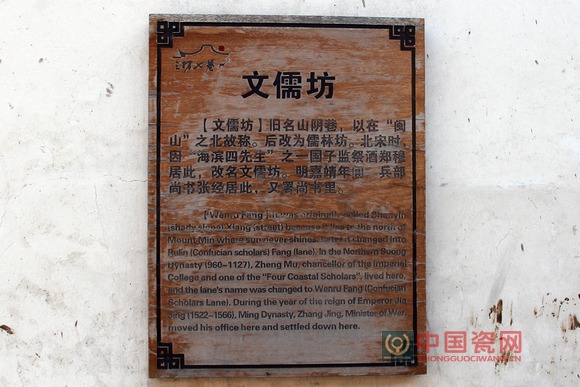 三坊七巷
文儒坊
【文儒坊】旧名山阴巷，以在“闽
山”之北故称。后改为儒林坊。北宋时，
因“海滨四先生”之一国子监祭酒郑穆
居此，改名文儒坊。明嘉靖年间，兵部
尚书张经居此，又署尚书里。
Wenru Fang was originally called Shanyin
(shady slope) Xiang (street) because it lies to the north of
Mount Min where sun never shines. Later it changed into
Rulin (Confucian scholars) Fang (lane). In the Northern Suong
Dynasty (960-1127), Zheng Mu, chancellor of the Imperial
College and one of the "Four Coastal Scholars", lived here,
and the lane's name was changed to Wenru Fang (Confucian
Scholars Lane). During the year of the reign of Emperor Jia
Jing (1522-1566), Ming Dynasty, Zhang Jing, Minister of War,
moved his office here and settled down here.
中国瓷网
ZHONGGUOCIWANG.CN